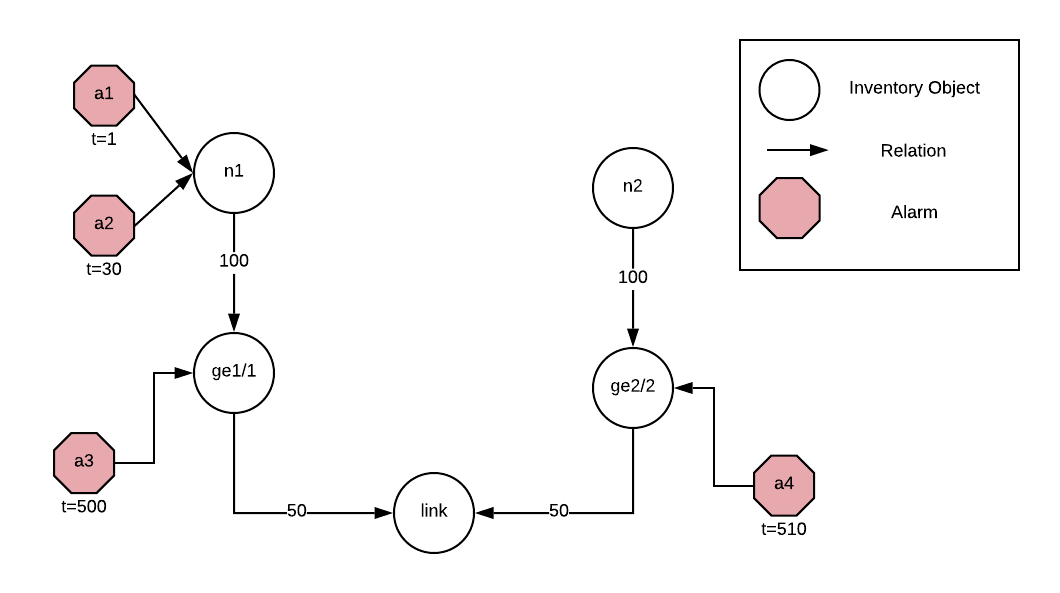 a1
t=1
a2
t=30
n1
100
ge1/1
a3
t=500
50
link
50
n2
100
ge2/2
a4
t=510
Inventory Object
Relation
Alarm